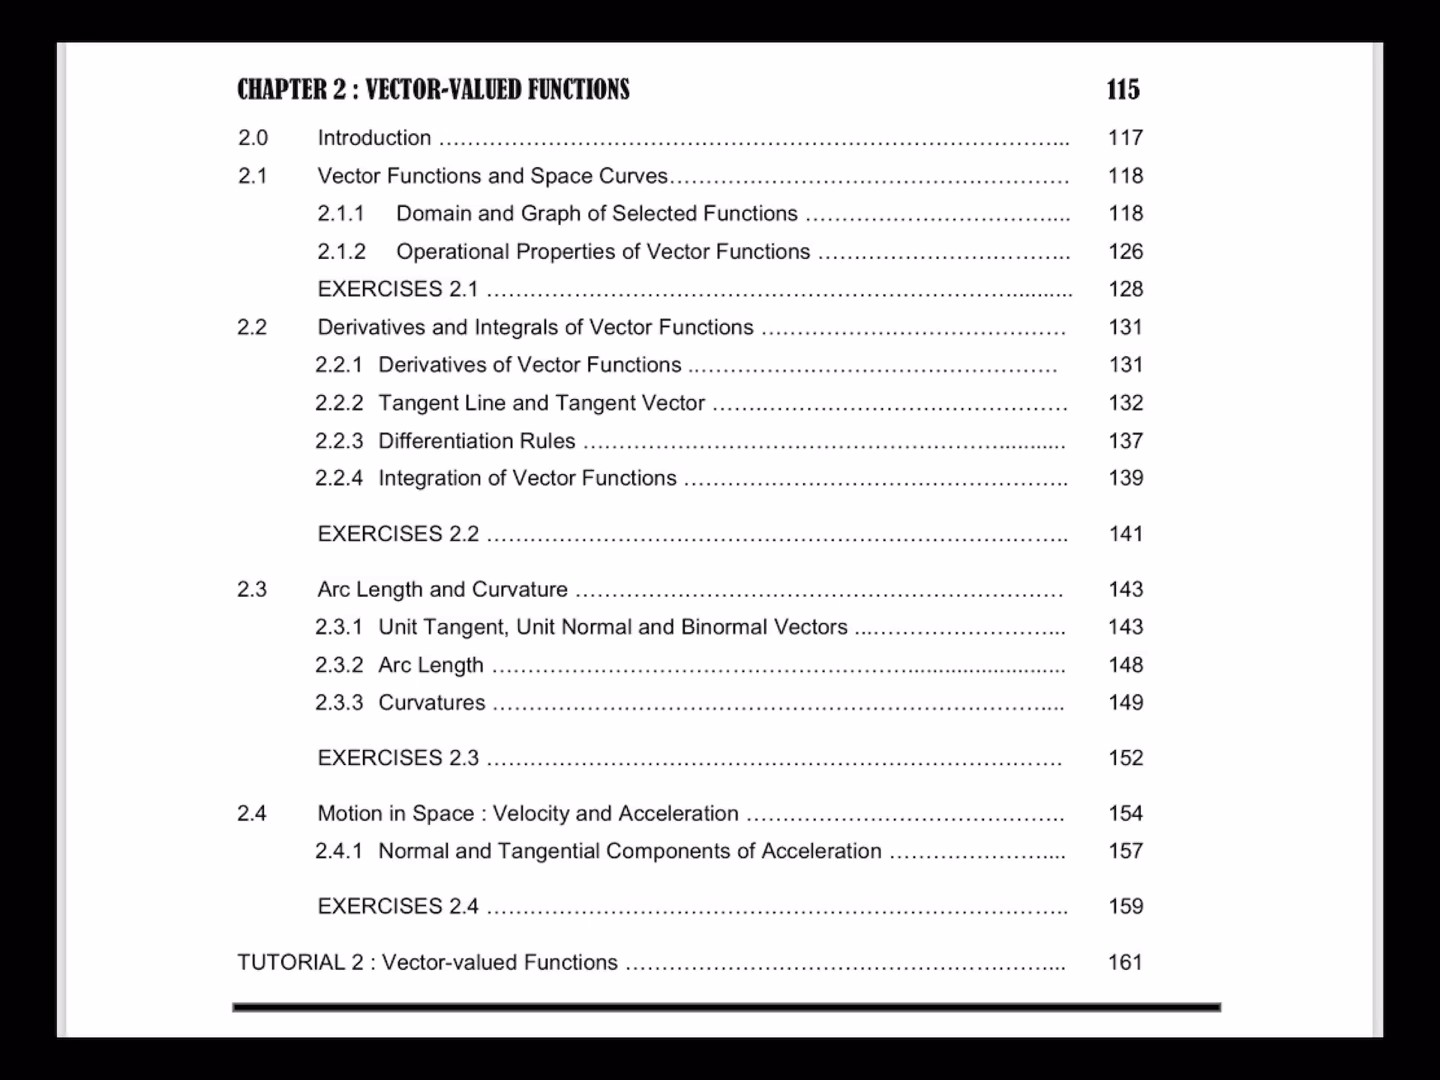 CHAPTER 2 : VECTOR-VALUED FUNCTIONS 115
2.0 Introduction ………………………………………………………………………... 117
2.1 Vector Functions and Space Curves……………………………………………… 118
2.1.1 Domain and Graph of Selected Functions ……………………………... 118
2.1.2 Operational Properties of Vector Functions …………………………….. 126
EXERCISES 2.1 ……………………………………………………………........... 128
2.2 Derivatives and Integrals of Vector Functions …………………………………… 131
2.2.1 Derivatives of Vector Functions ..………………………………………… 131
2.2.2 Tangent Line and Tangent Vector ………………………………………… 132
2.2.3 Differentiation Rules ………………………………………………........... 137
2.2.4 Integration of Vector Functions …………………………………………….. 139
EXERCISES 2.2 …………………………………………………………………….. 141
2.3 Arc Length and Curvature ………………………………………………………… 143
2.3.1 Unit Tangent, Unit Normal and Binormal Vectors ...……………………... 143
2.3.2 Arc Length ………………………………………………......................... 148
2.3.3 Curvatures …………………………………………………………………... 149
EXERCISES 2.3 …………………………………………………………………… 152
2.4 Motion in Space : Velocity and Acceleration …………………………………….. 154
2.4.1 Normal and Tangential Components of Acceleration …………………... 157
EXERCISES 2.4 …………………………………………………………………….. 159
TUTORIAL 2 : Vector-valued Functions …………………………………………………... 161